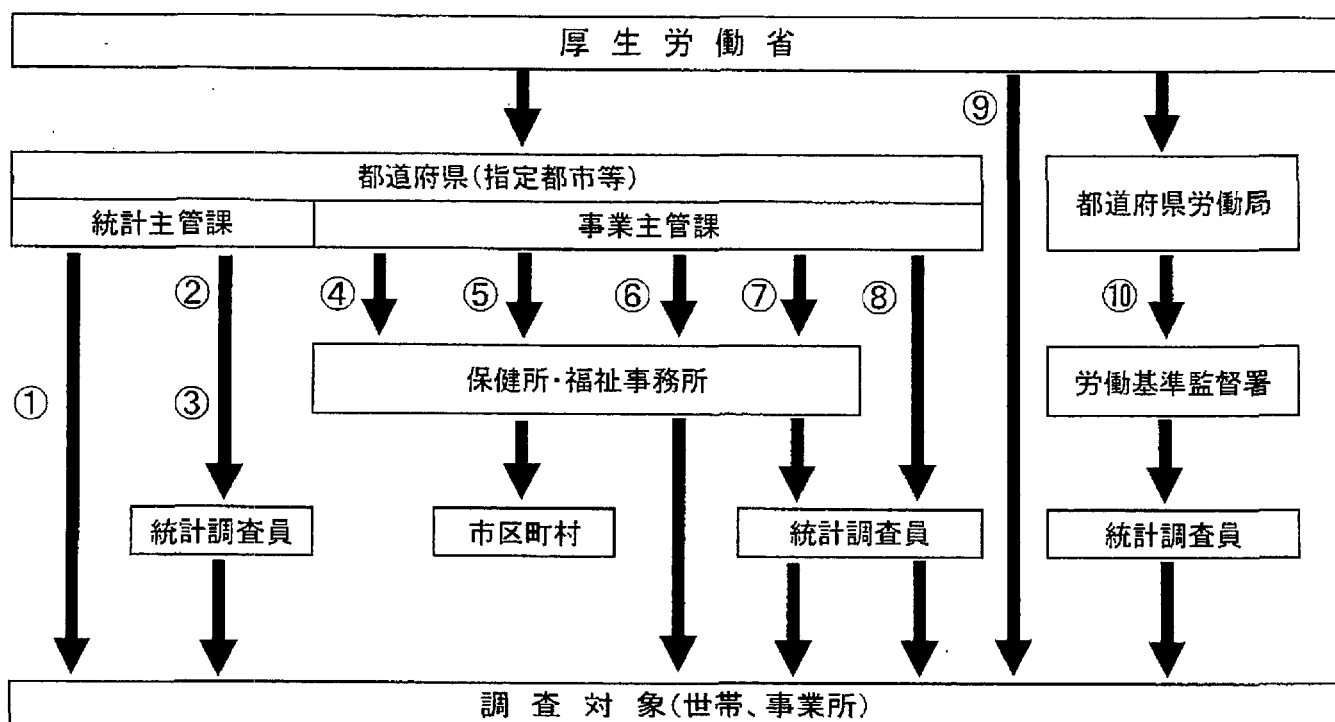 厚生労働省
⑨
都道府県(指定都市等)
統計主管課
事業主管課
都道府県労働局
①
②
③
④
⑤
⑥
⑦
⑧
⑩
保健所・福祉事務所
労働基準監督署
統計調査員
市区町村
統計調査員
統計調査員
調査対象(世帯、事業所)